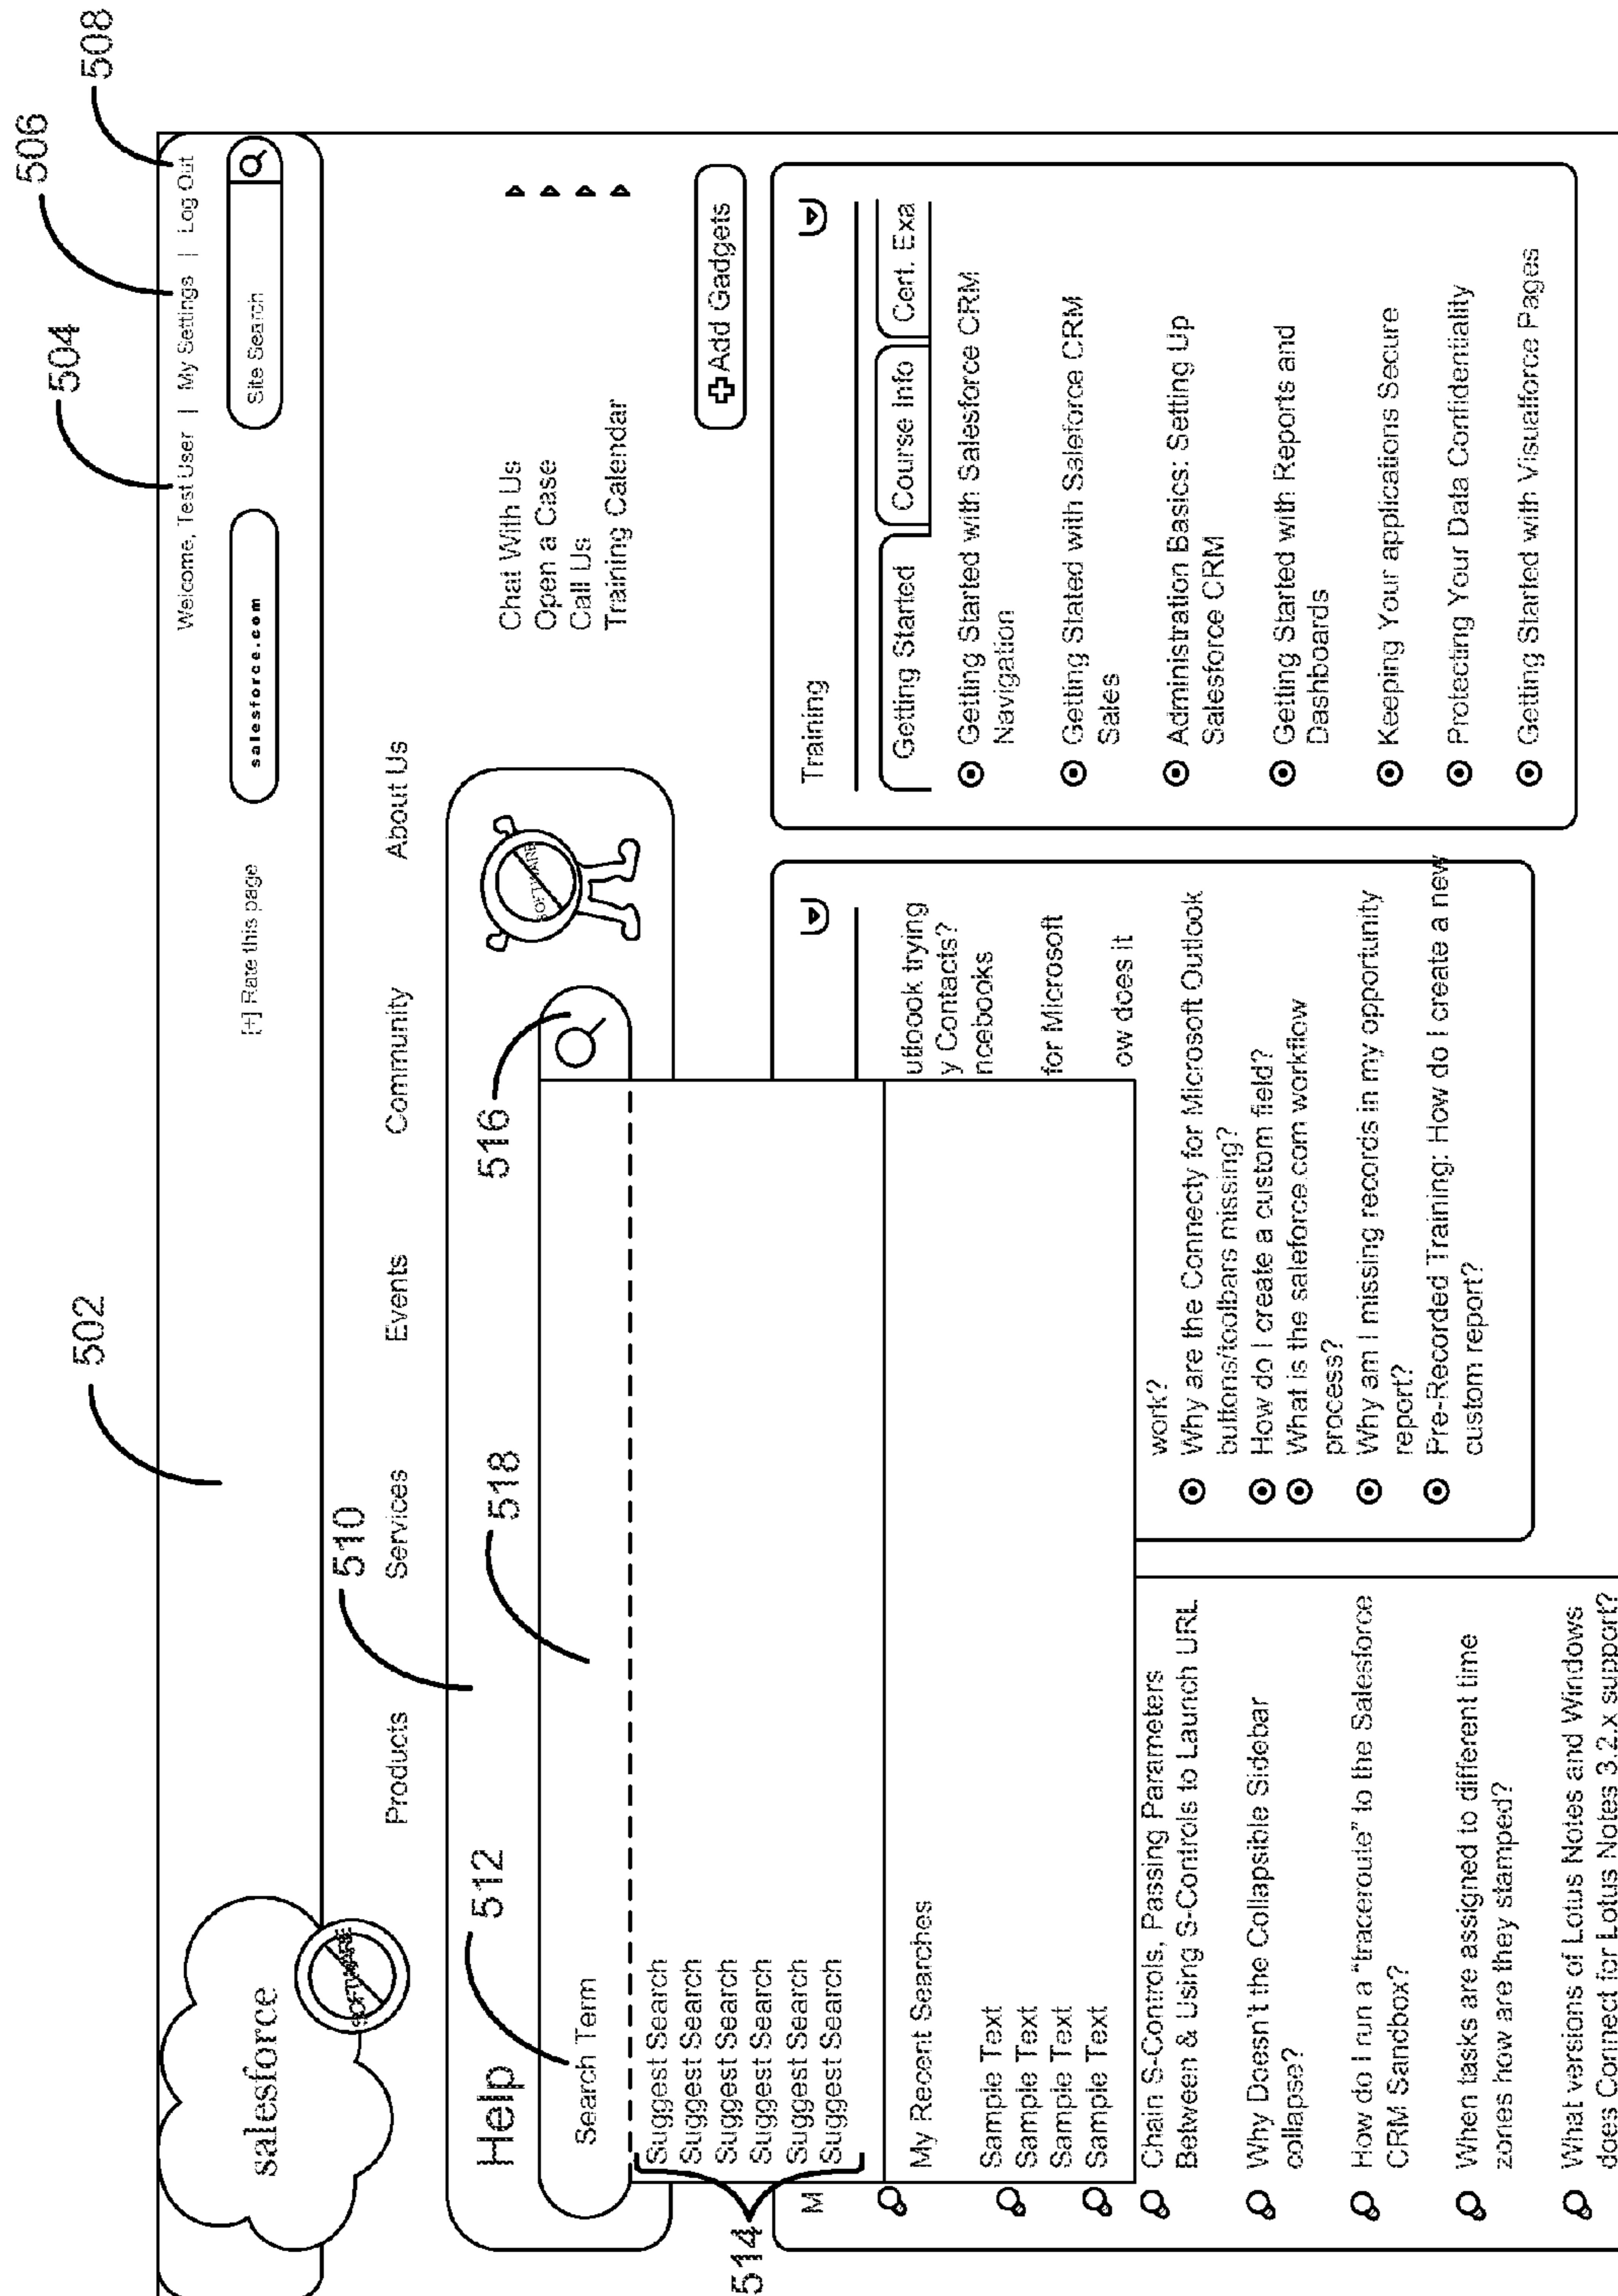 502
504
506
508
Welcome, Test User | My Settings | Log Out
salesforce
SOFTWARE
[+] Rate this page
salesforce.com
Site Search
510
Products Services Events Community About Us
512
518
516
Help
SOFTWARE
Chat With Us
Open a Case
Call Us
Training Calendar
Search Term
Suggest Search
Suggest Search
Suggest Search
Suggest Search
Suggest Search
Suggest Search
514
Add Gadgets
M
My Recent Searches
Sample Text
Sample Text
Sample Text
Sample Text
Chain S-Controls, Passing Parameters
Between & Using S-Controls to Launch URL
Why Doesn't the Collapsible Sidebar
collapse?
How do I run a "traceroute" to the Salesforce
CRM Sandbox?
When tasks are assigned to different time
zones how are they stamped?
What versions of Lotus Notes and Windows
does Connect for Lotus Notes 3.2.x support?
utloook trying
y Contacts?
ncebooks
for Microsoft
ow does it
work?
Why are the Connecty for Microsoft Outlook
buttons/toolbars missing?
How do I create a custom field?
What is the saleforce.com workflow
process?
Why am I missing records in my opportunity
report?
Pre-Recorded Training: How do I create a new
custom report?
Training
Getting Started Course Info Cert. Exa
Getting Started with Salesforce CRM
Navigation
Getting Stated with Saleforce CRM
Sales
Administration Basics: Setting Up
Salesforce CRM
Getting Started with Reports and
Dashboards
Keeping Your applications Secure
Protecting Your Data Confidentiality
Getting Started with Visualforce Pages